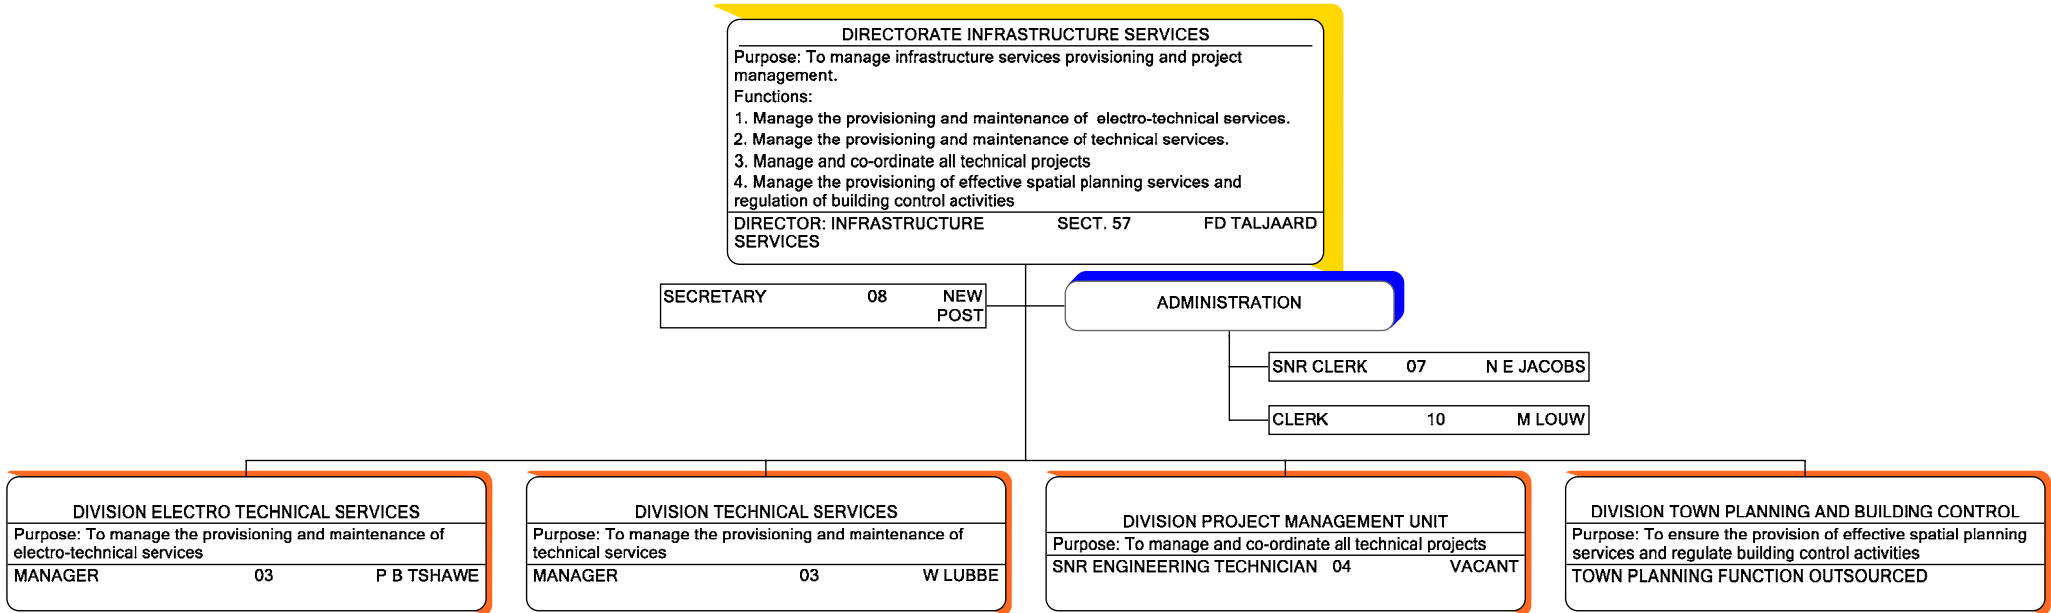 DIRECTORATE INFRASTRUCTURE SERVICES
Purpose: To manage infrastructure services provisioning and project
management.
Functions:
1. Manage the provisioning and maintenance of  electro-technical services.
2. Manage the provisioning and maintenance of technical services.
3. Manage and co-ordinate all technical projects
4. Manage the provisioning of effective spatial planning services and
regulation of building control activities
DIRECTOR: INFRASTRUCTURE SECT. 57 FD TALJAARD
SERVICES
SECRETARY 08 NEW
POST
ADMINISTRATION
SNR CLERK 07 N E JACOBS
CLERK 10 M LOUW
DIVISION ELECTRO TECHNICAL SERVICES
Purpose: To manage the provisioning and maintenance of
electro-technical services
MANAGER 03 P B TSHAWE
DIVISION TECHNICAL SERVICES
Purpose: To manage the provisioning and maintenance of
technical services
MANAGER 03 W LUBBE
DIVISION PROJECT MANAGEMENT UNIT
Purpose: To manage and co-ordinate all technical projects
SNR ENGINEERING TECHNICIAN 04 VACANT
DIVISION TOWN PLANNING AND BUILDING CONTROL
Purpose: To ensure the provision of effective spatial planning
services and regulate building control activities
TOWN PLANNING FUNCTION OUTSOURCED